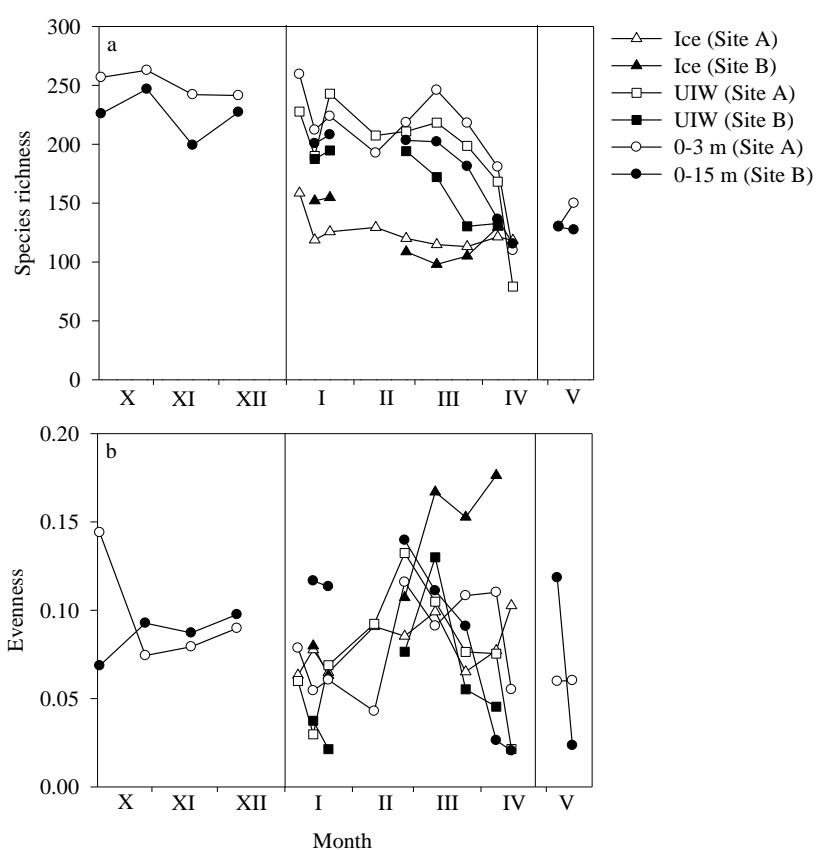 a
Species richness
300
250
200
150
100
50
0
X XI XII I II III IV V
Ice (Site A)
Ice (Site B)
UIW (Site A)
UIW (Site B)
0-3 m (Site A)
0-15 m (Site B)
b
Evenness
0.20
0.15
0.10
0.05
0.00
X XI XII I II III IV V
Month